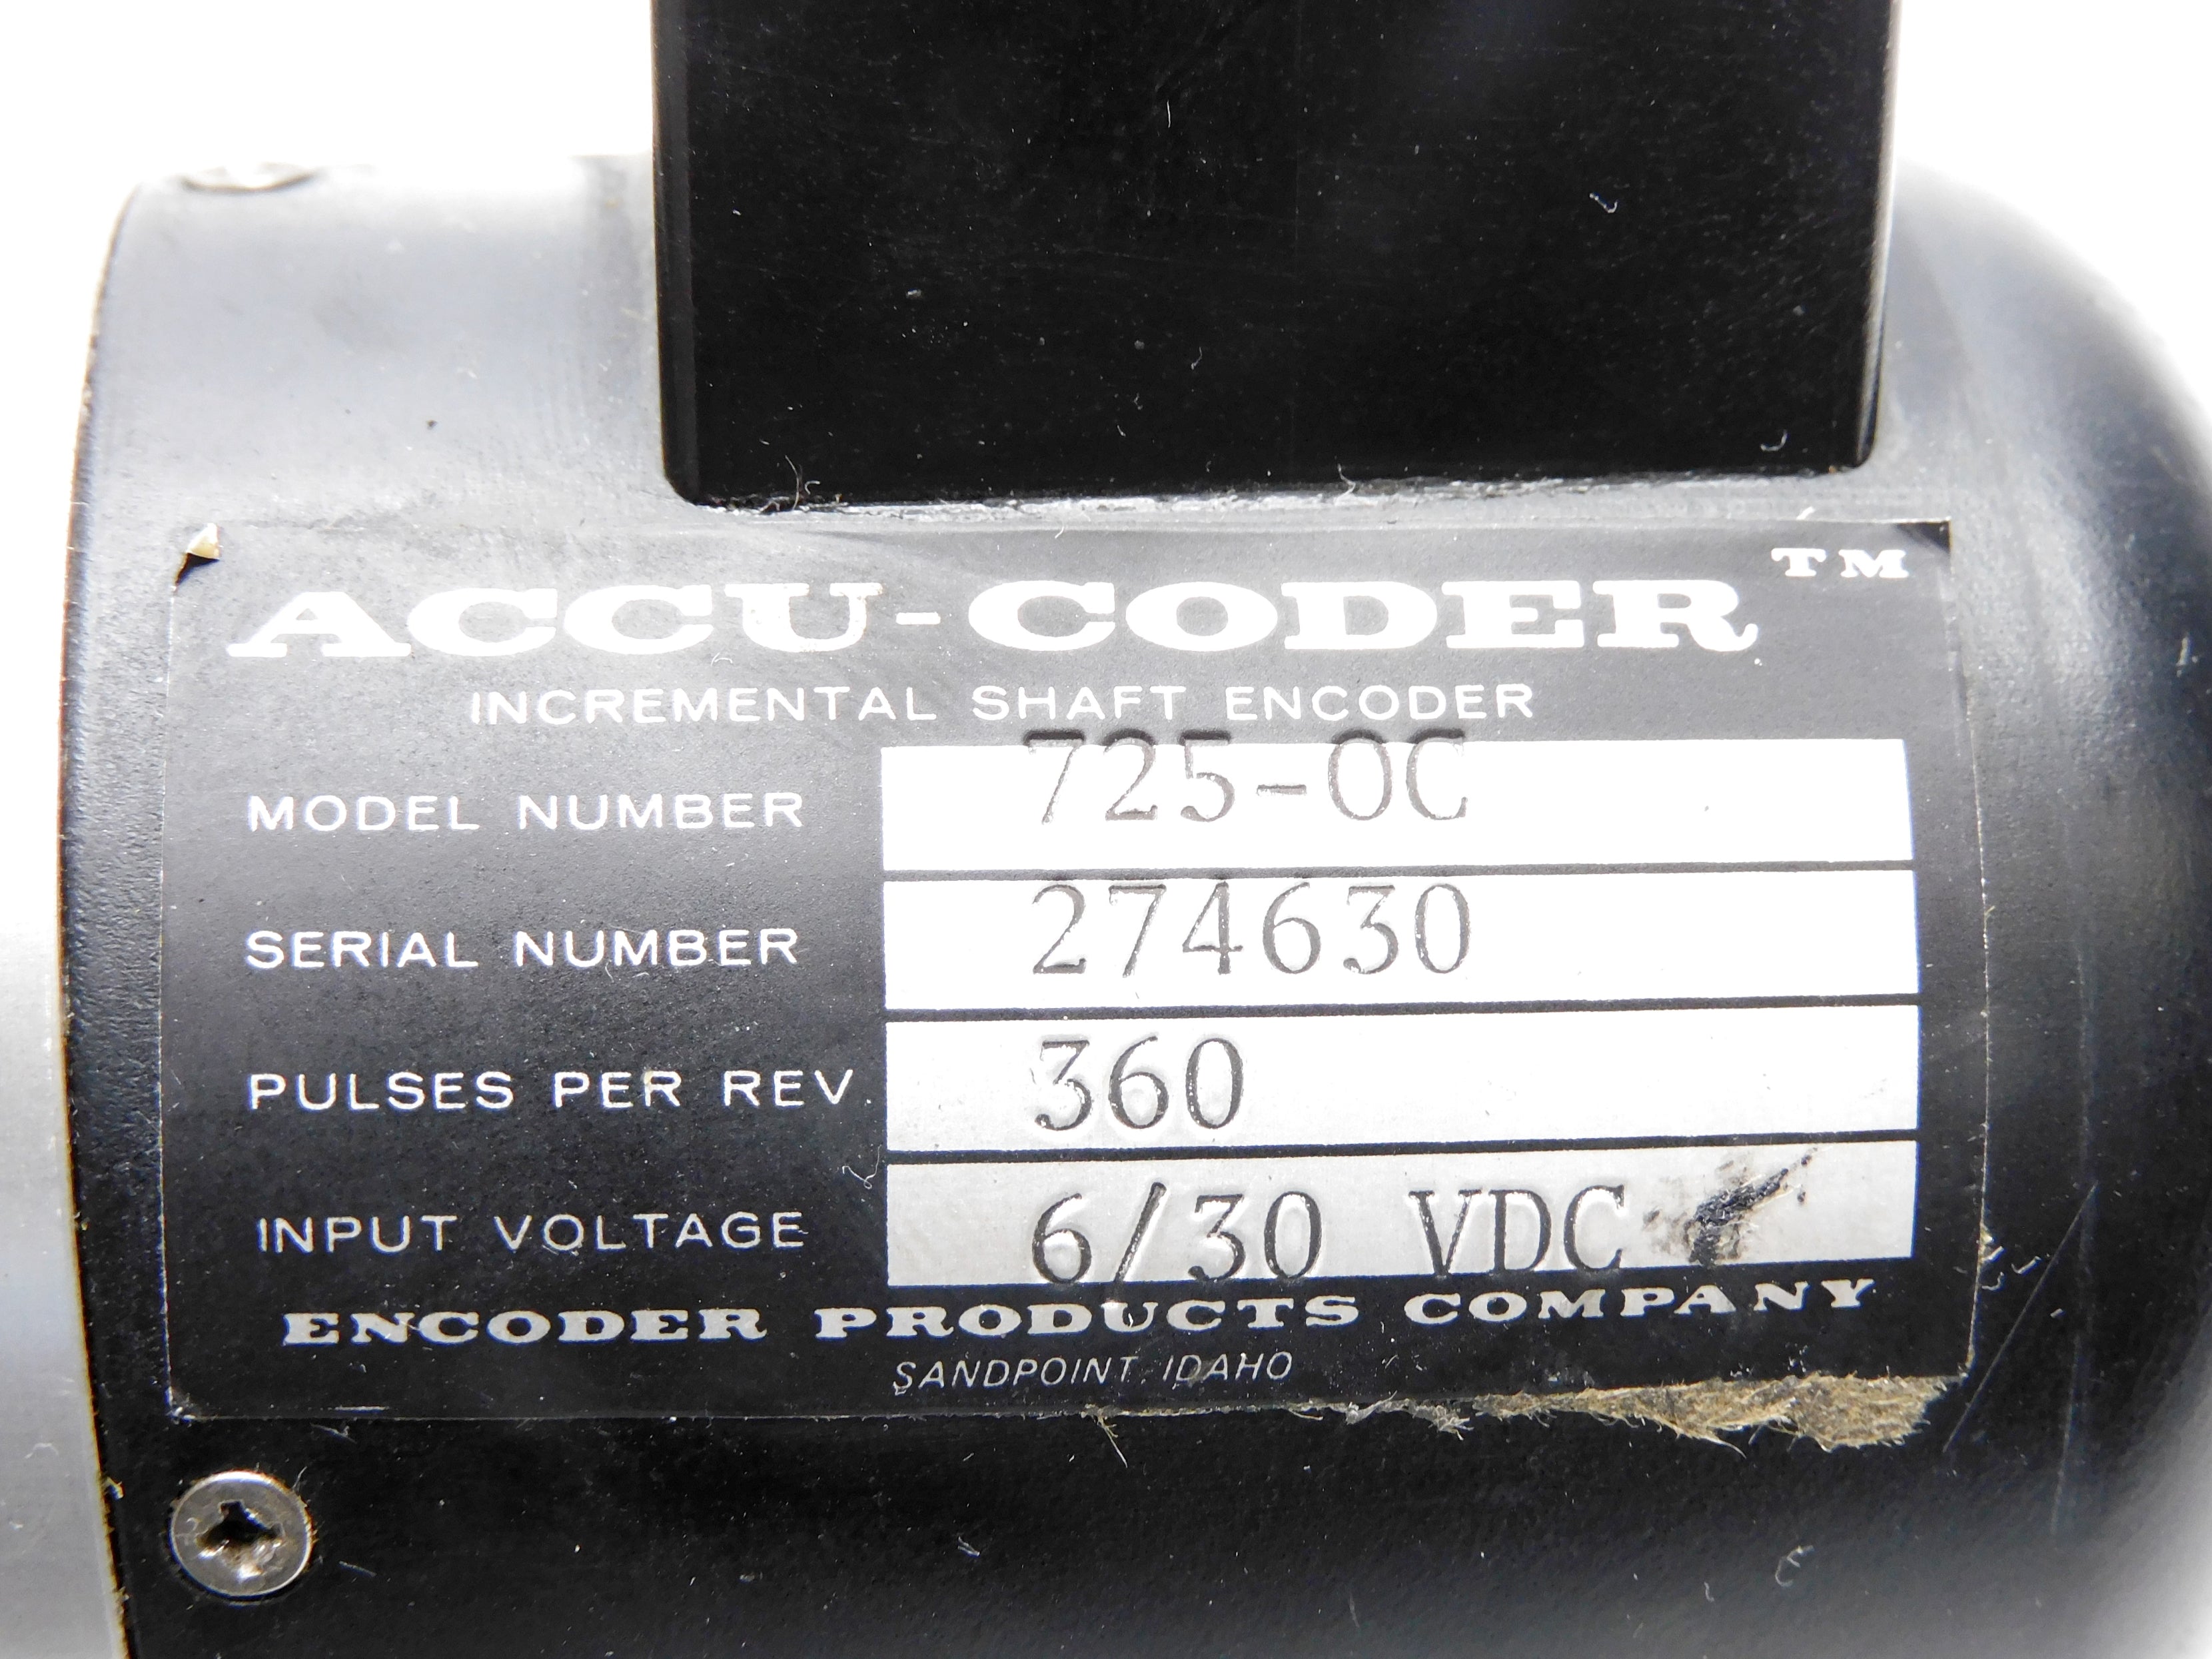 ACCU-CODER™
INCREMENTAL SHAFT ENCODER
MODEL NUMBER 725-OC
SERIAL NUMBER 274630
PULSES PER REV. 360
INPUT VOLTAGE 6/30 VDC
ENCODER PRODUCTS COMPANY
SANDPOINT, IDAHO